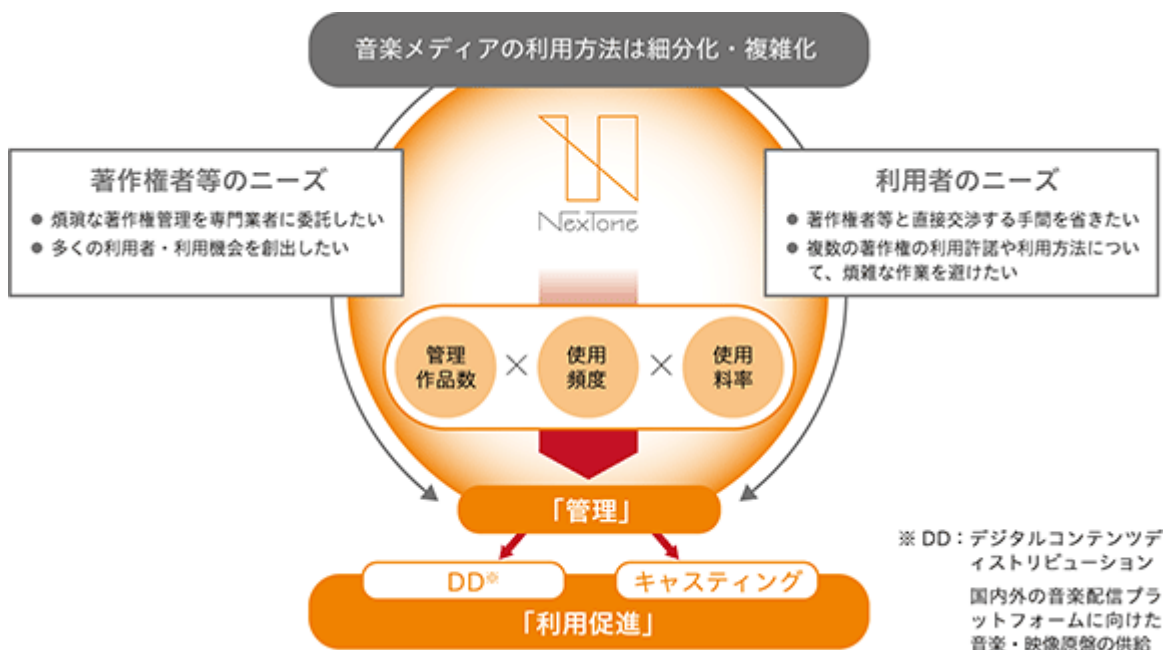 音楽メディアの利用方法は細分化・複雑化
NexTone
著作権者等のニーズ
● 煩瑣な著作権管理を専門業者に委託したい
● 多くの利用者・利用機会を創出したい
利用者のニーズ
● 著作権者等と直接交渉する手間を省きたい
● 複数の著作権の利用許諾や利用方法につい
て、煩雑な作業を避けたい
管理
作品数
×
使用
頻度
×
使用
料率
「管理」
DD※
キャスティング
「利用促進」
※ DD:デジタルコンテンツデ
ィストリビューション
国内外の音楽配信プラ
ットフォームに向けた
音楽・映像原盤の供給